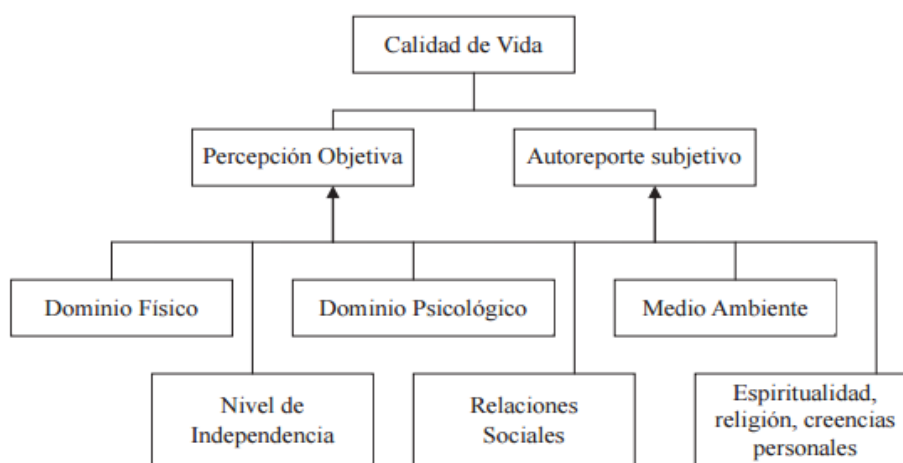 Calidad de Vida
Percepción Objetiva
Autoreporte subjetivo
Dominio Físico
Dominio Psicológico
Medio Ambiente
Nivel de
Independencia
Relaciones
Sociales
Espiritualidad,
religión, creencias
personales